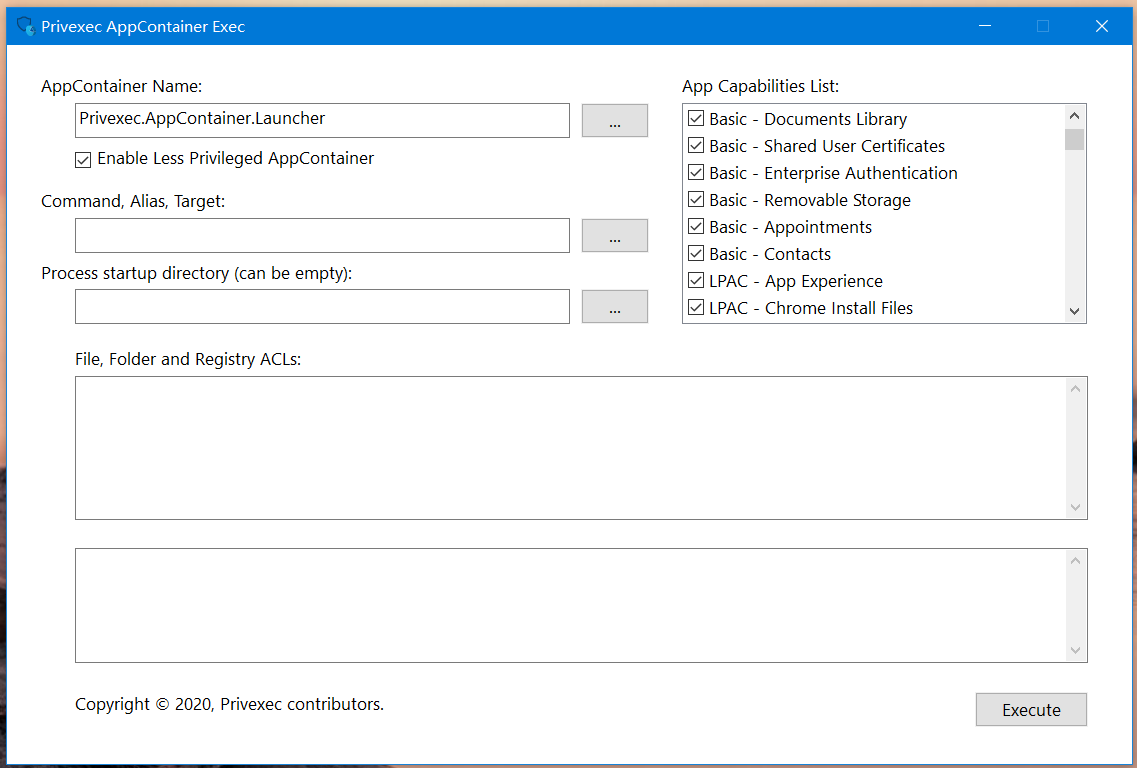 Privexec AppContainer Exec
AppContainer Name:
Privexec.AppContainer.Launcher
...
Enable Less Privileged AppContainer
Command, Alias, Target:
...
Process startup directory (can be empty):
...
App Capabilities List:
Basic - Documents Library
Basic - Shared User Certificates
Basic - Enterprise Authentication
Basic - Removable Storage
Basic - Appointments
Basic - Contacts
LPAC - App Experience
LPAC - Chrome Install Files
File, Folder and Registry ACLs:
Copyright © 2020, Privexec contributors.
Execute